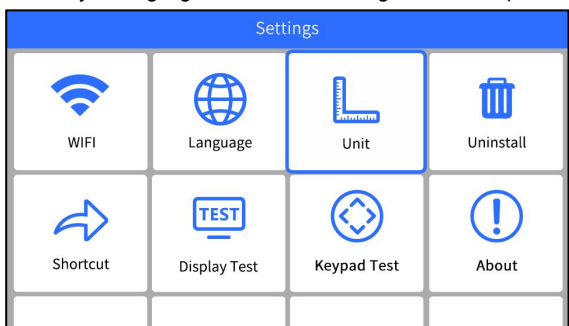 Settings
WIFI
Language
Unit
Uninstall
TEST
Shortcut
Display Test
Keypad Test
About